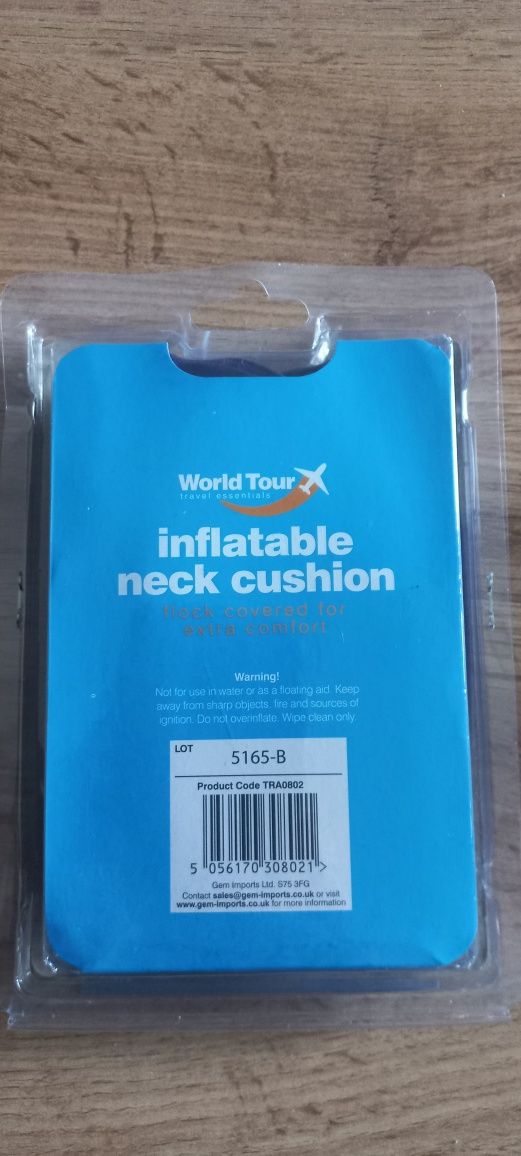 World Tour
travel essentials
inflatable
neck cushion
flock covered for
extra comfort
Warning!
Not for use in water or as a floating aid. Keep
away from sharp objects, fire and sources of
ignition. Do not overinflate. Wipe clean only.
LOT
5165-B
Product Code TRA0802
5 056170 308021 >
Gem Imports Ltd. S75 3FG
Contact sales@gem-imports.co.uk or visit
www.gem-imports.co.uk for more information